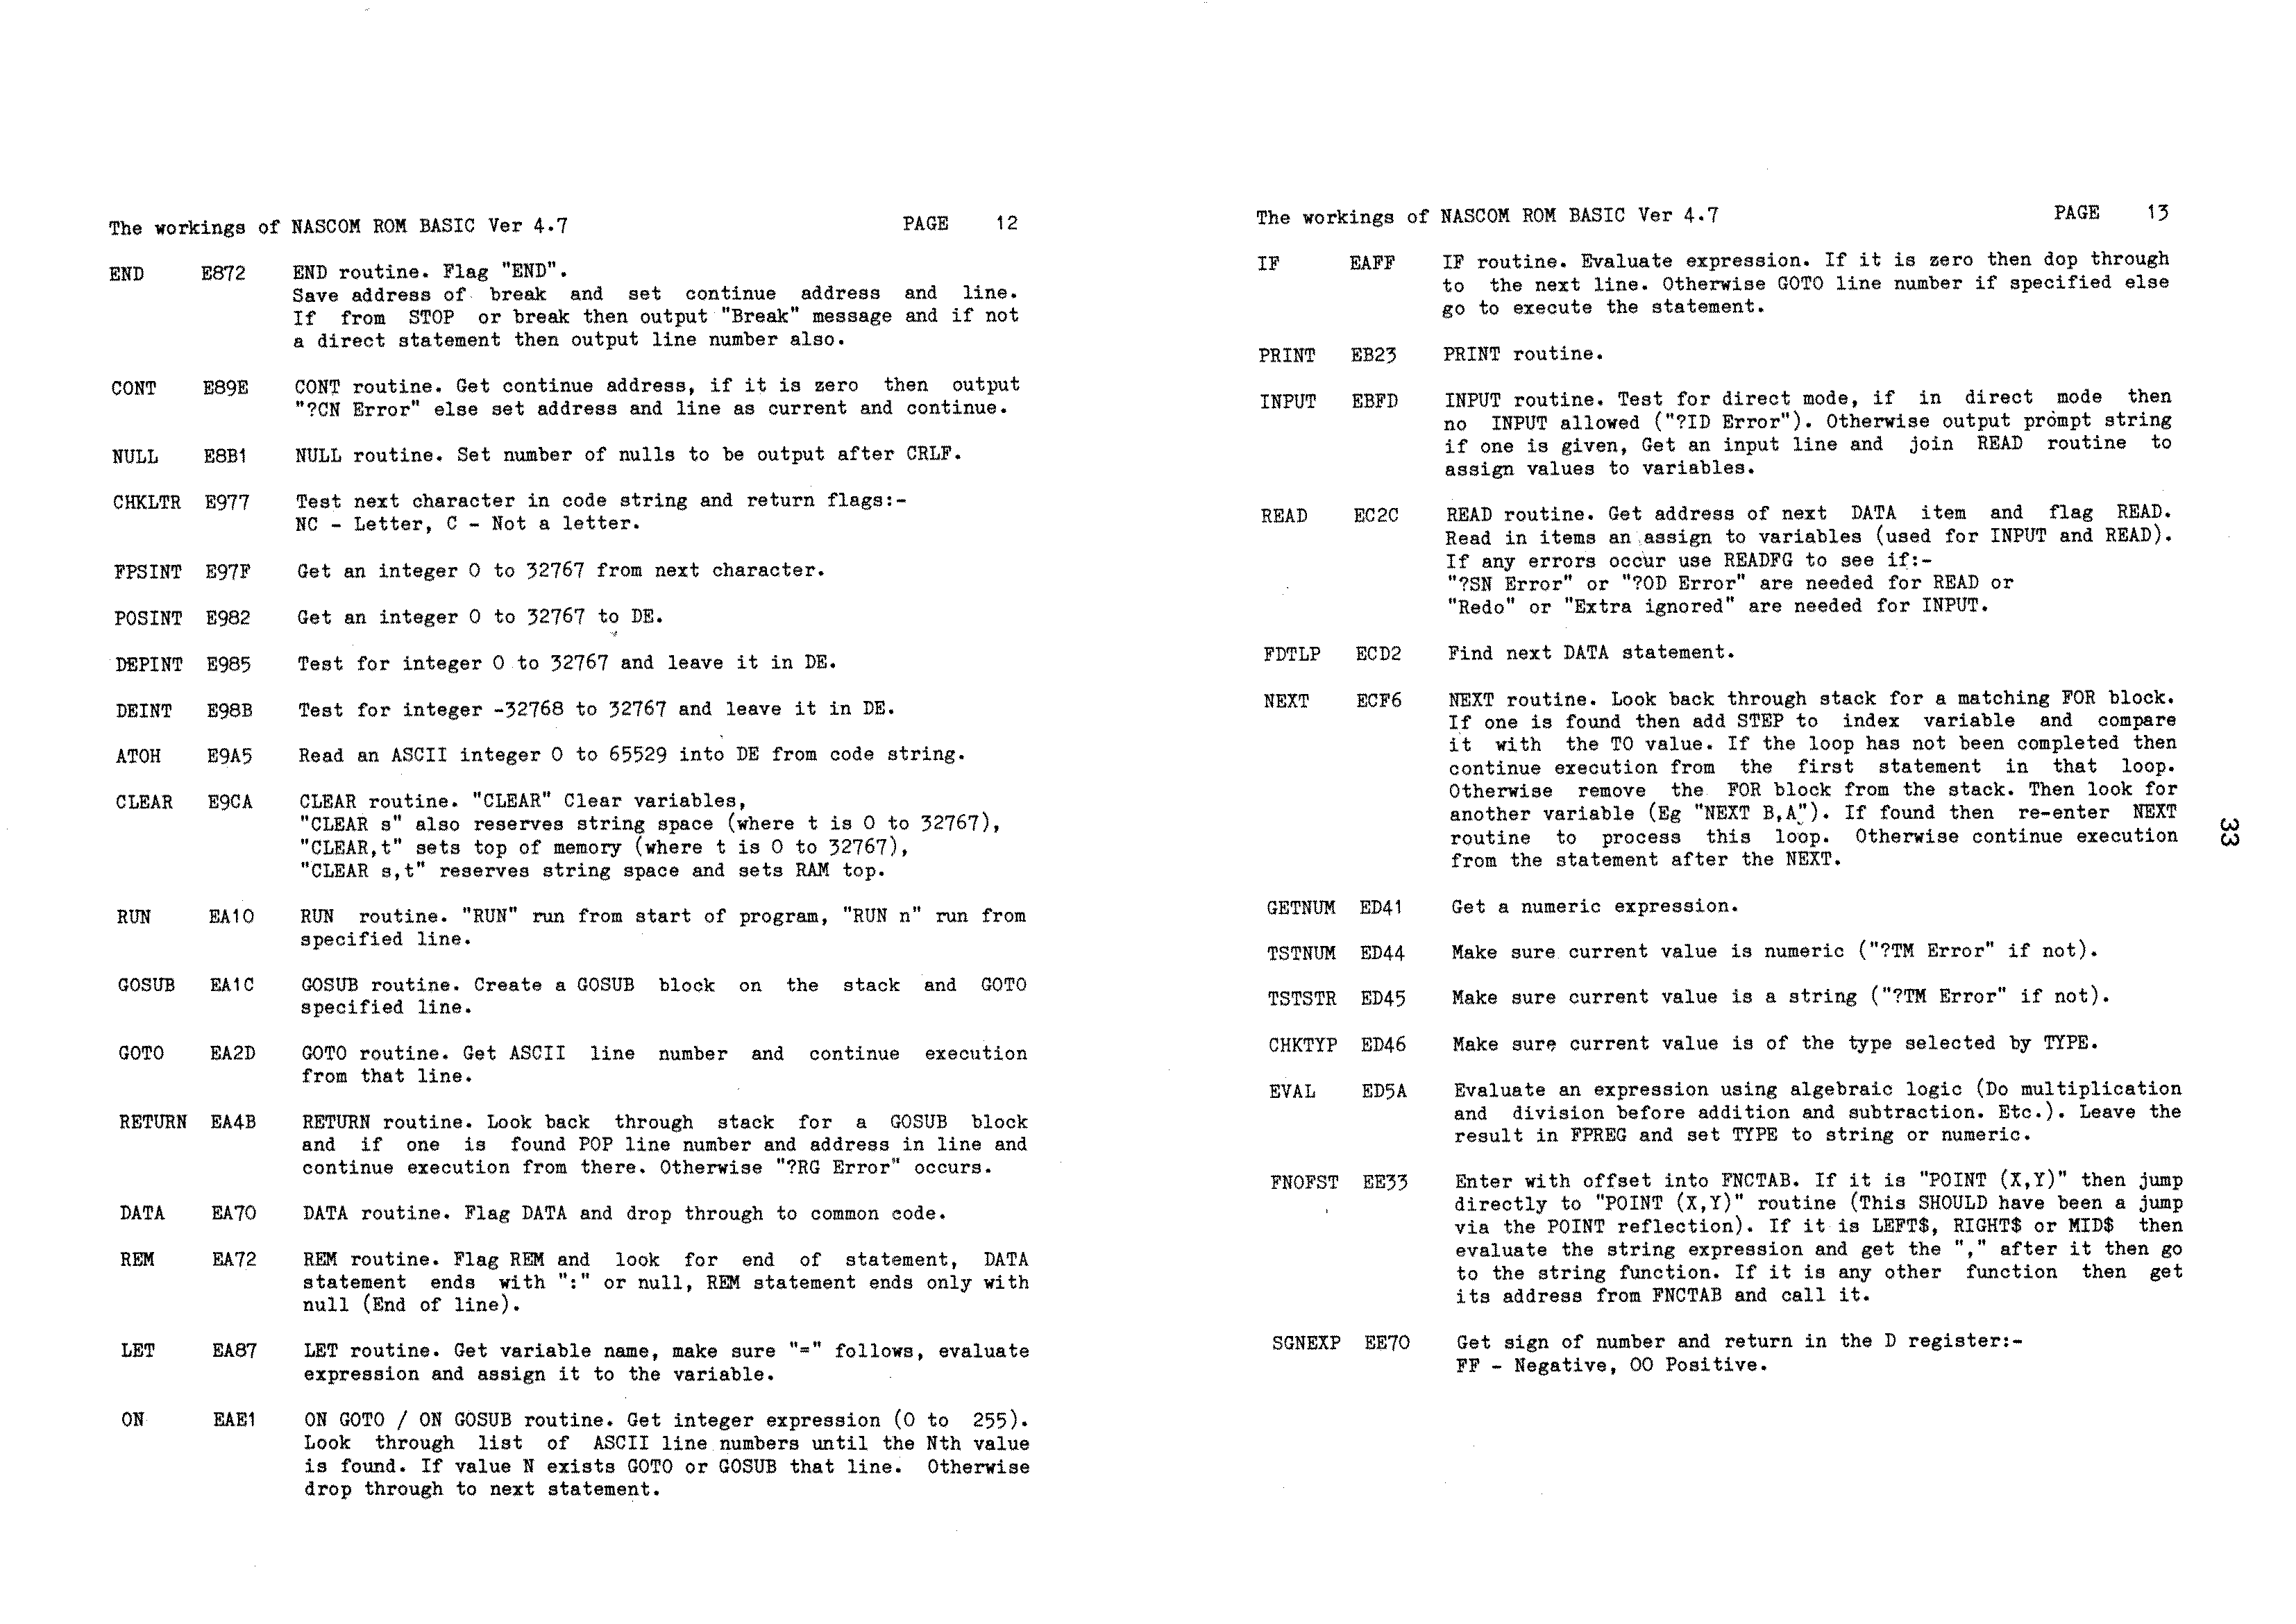 The workings of NASCOM ROM BASIC Ver 4.7 PAGE 12
END E872 END routine. Flag "END".
Save address of break and set continue address and line.
If from STOP or break then output "Break" message and if not
a direct statement then output line number also.
CONT E89E CONT routine. Get continue address, if it is zero then output
"?CN Error" else set address and line as current and continue.
NULL E8B1 NULL routine. Set number of nulls to be output after CRLF.
CHKLTR E977 Test next character in code string and return flags:-
NC - Letter, C - Not a letter.
FPSINT E97F Get an integer 0 to 32767 from next character.
POSINT E982 Get an integer 0 to 32767 to DE.
DEPINT E985 Test for integer 0 to 32767 and leave it in DE.
DEINT E98B Test for integer -32768 to 32767 and leave it in DE.
ATOH E9A5 Read an ASCII integer 0 to 65529 into DE from code string.
CLEAR E9CA CLEAR routine. "CLEAR" Clear variables,
"CLEAR s" also reserves string space (where t is 0 to 32767),
"CLEAR,t" sets top of memory (where t is 0 to 32767),
"CLEAR s,t" reserves string space and sets RAM top.
RUN EA10 RUN routine. "RUN" run from start of program, "RUN n" run from
specified line.
GOSUB EA1C GOSUB routine. Create a GOSUB block on the stack and GOTO
specified line.
GOTO EA2D GOTO routine. Get ASCII line number and continue execution
from that line.
RETURN EA4B RETURN routine. Look back through stack for a GOSUB block
and if one is found POP line number and address in line and
continue execution from there. Otherwise "?RG Error" occurs.
DATA EA70 DATA routine. Flag DATA and drop through to common code.
REM EA72 REM routine. Flag REM and look for end of statement, DATA
statement ends with ":" or null, REM statement ends only with
null (End of line).
LET EA87 LET routine. Get variable name, make sure "=" follows, evaluate
expression and assign it to the variable.
ON EAE1 ON GOTO / ON GOSUB routine. Get integer expression (0 to 255).
Look through list of ASCII line numbers until the Nth value
is found. If value N exists GOTO or GOSUB that line. Otherwise
drop through to next statement.
The workings of NASCOM ROM BASIC Ver 4.7 PAGE 13
IF EAFF IF routine. Evaluate expression. If it is zero then dop through
to the next line. Otherwise GOTO line number if specified else
go to execute the statement.
PRINT EB23 PRINT routine.
INPUT EBFD INPUT routine. Test for direct mode, if in direct mode then
no INPUT allowed ("?ID Error"). Otherwise output prompt string
if one is given, Get an input line and join READ routine to
assign values to variables.
READ EC2C READ routine. Get address of next DATA item and flag READ.
Read in items an assign to variables (used for INPUT and READ).
If any errors occur use READFG to see if:-
"?SN Error" or "?OD Error" are needed for READ or
"Redo" or "Extra ignored" are needed for INPUT.
FDTLP ECD2 Find next DATA statement.
NEXT ECF6 NEXT routine. Look back through stack for a matching FOR block.
If one is found then add STEP to index variable and compare
it with the TO value. If the loop has not been completed then
continue execution from the first statement in that loop.
Otherwise remove the FOR block from the stack. Then look for
another variable (Eg "NEXT B,A"). If found then re-enter NEXT
routine to process this loop. Otherwise continue execution
from the statement after the NEXT.
GETNUM ED41 Get a numeric expression.
TSTNUM ED44 Make sure current value is numeric ("?TM Error" if not).
TSTSTR ED45 Make sure current value is a string ("?TM Error" if not).
CHKTYP ED46 Make sure current value is of the type selected by TYPE.
EVAL ED5A Evaluate an expression using algebraic logic (Do multiplication
and division before addition and subtraction. Etc.). Leave the
result in FPREG and set TYPE to string or numeric.
FNOFST EE33 Enter with offset into FNCTAB. If it is "POINT (X,Y)" then jump
directly to "POINT (X,Y)" routine (This SHOULD have been a jump
via the POINT reflection). If it is LEFT$, RIGHT$ or MID$ then
evaluate the string expression and get the "," after it then go
to the string function. If it is any other function then get
its address from FNCTAB and call it.
SGNEXP EE70 Get sign of number and return in the D register:-
FF - Negative, 00 Positive.
33